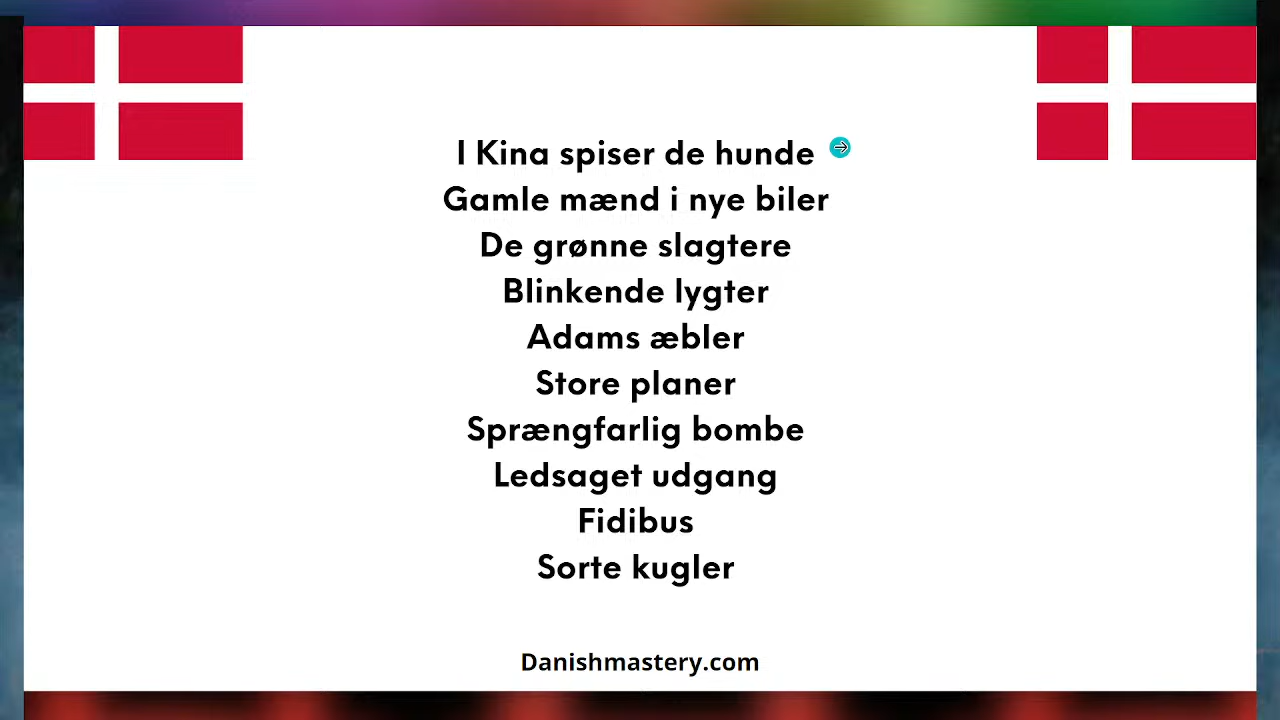 I Kina spiser de hunde
Gamle mænd i nye biler
De grønne slagtere
Blinkende lygter
Adams æbler
Store planer
Sprængfarlig bombe
Ledsaget udgang
Fidibus
Sorte kugler
Danishmastery.com